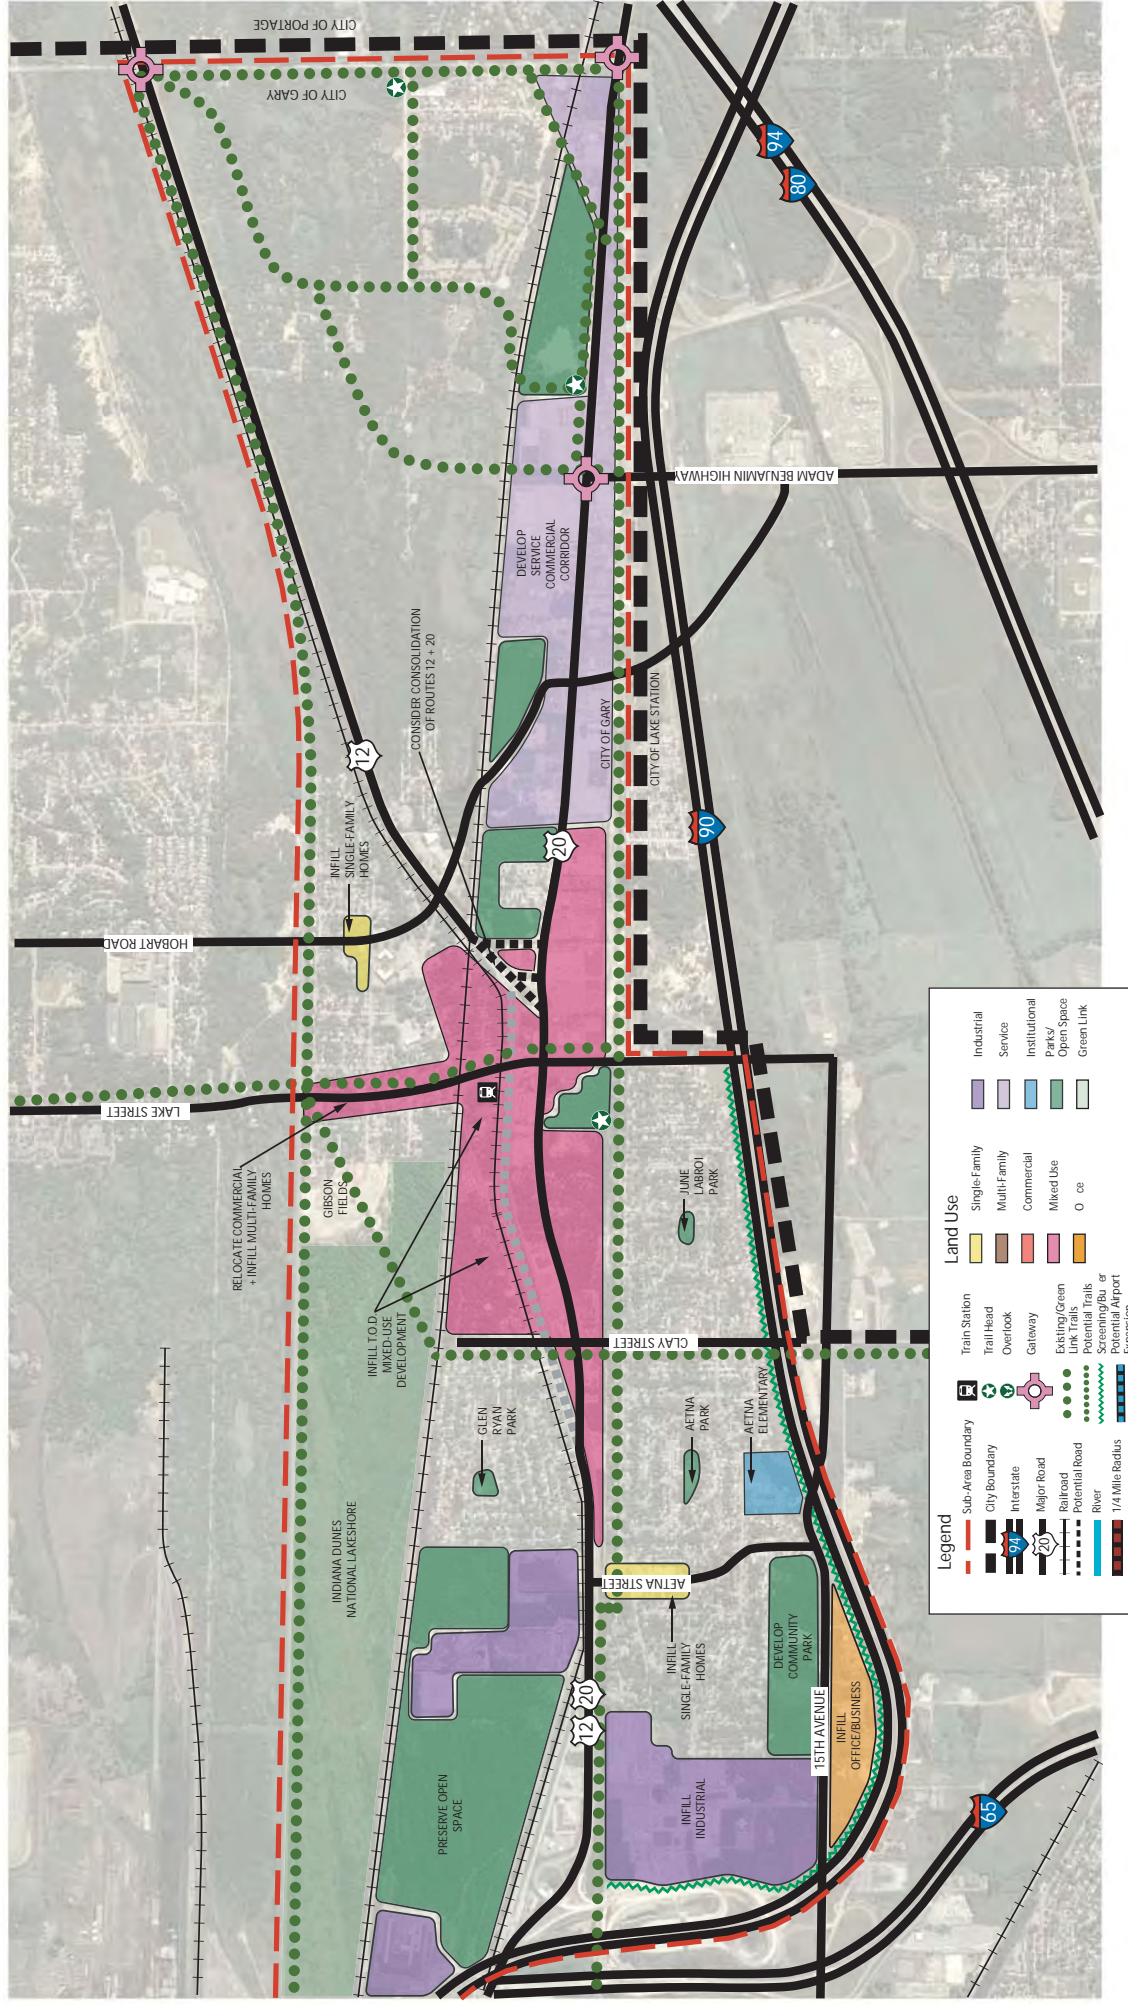 CITY OF PORTAGE
CITY OF GARY
94
80
12
HOBART ROAD
LAKE STREET
INFILL
SINGLE-FAMILY
HOMES
CONSIDER CONSOLIDATION
OF ROUTES 12 + 20
DEVELOP
SERVICE
COMMERCIAL
CORRIDOR
ADAM BENJAMIN HIGHWAY
CITY OF GARY
CITY OF LAKE STATION
20
90
RELOCATE COMMERCIAL
+ INFILL MULTI-FAMILY
HOMES
GIBSON
FIELDS
INFILL T.O.D.
MIXED-USE
DEVELOPMENT
JUNE
LABROI
PARK
CLAY STREET
INDIANA DUNES
NATIONAL LAKESHORE
GLEN
RYAN
PARK
AETNA
PARK
AETNA
ELEMENTARY
AETNA STREET
INFILL
SINGLE-FAMILY
HOMES
DEVELOP
COMMUNITY
PARK
PRESERVE OPEN
SPACE
12
20
INFILL
INDUSTRIAL
15TH AVENUE
INFILL
OFFICE/BUSINESS
65
Legend
Sub-Area Boundary
City Boundary
94
Interstate
20
Major Road
Railroad
Potential Road
River
1/4 Mile Radius
Train Station
Trail Head
Overlook
Gateway
Existing/Green
Link Trails
Potential Trails
Screening/Bu er
Potential Airport
Expansion
Land Use
Single-Family
Multi-Family
Commercial
Mixed Use
O ce
Industrial
Service
Institutional
Parks/
Open Space
Green Link